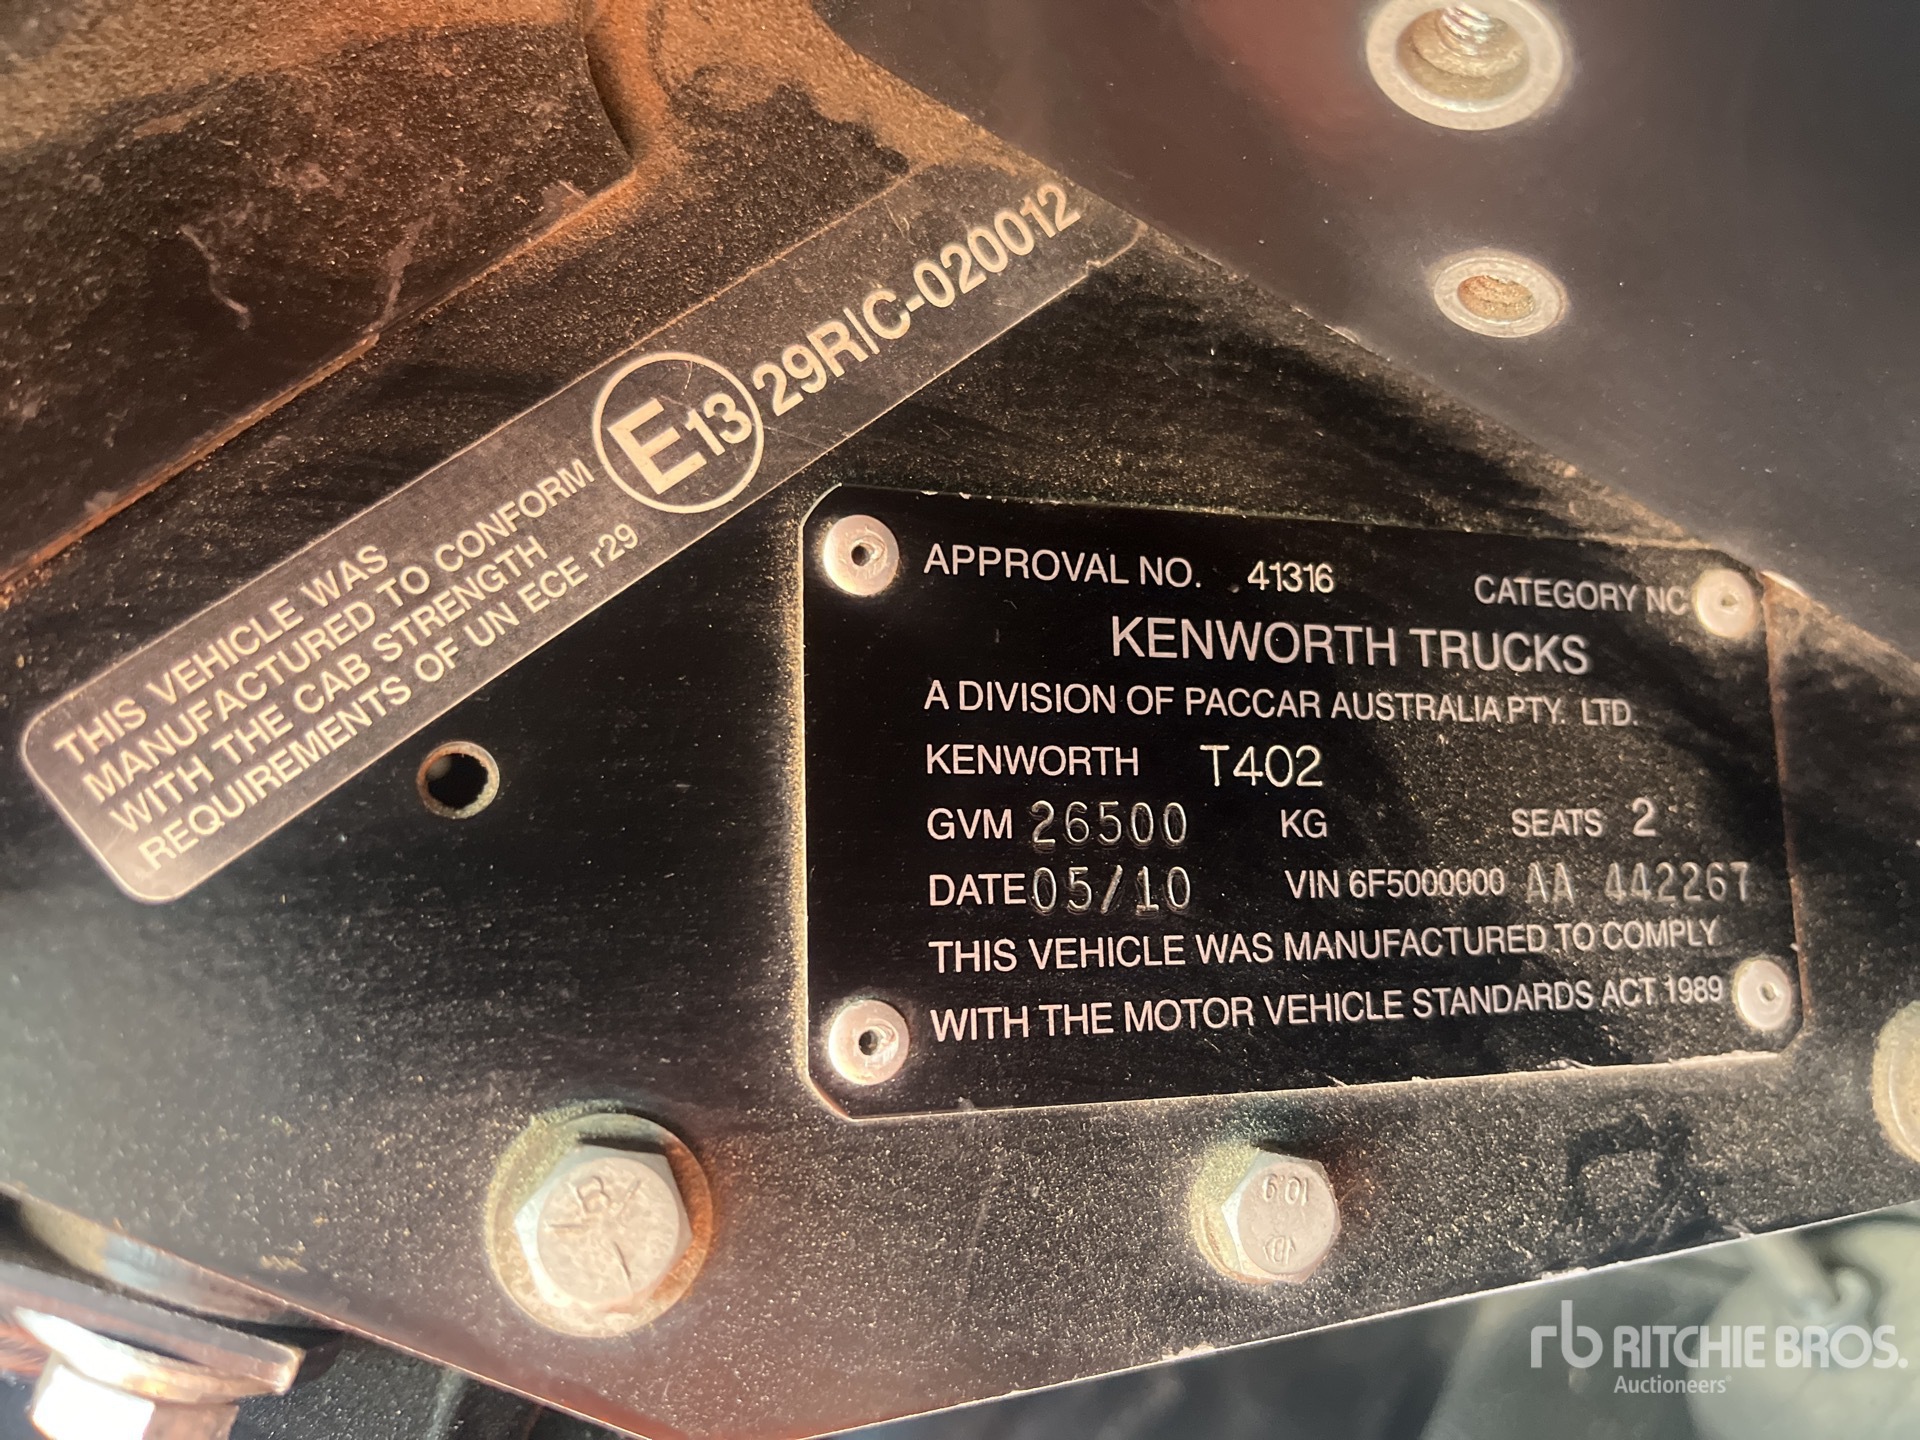 THIS VEHICLE WAS
MANUFACTURED TO CONFORM
WITH THE CAB STRENGTH
REQUIREMENTS OF UN ECE r29
E13 29R/C-020012
APPROVAL NO. 41316 CATEGORY NC
KENWORTH TRUCKS
A DIVISION OF PACCAR AUSTRALIA PTY. LTD.
KENWORTH T402
GVM 26500 KG SEATS 2
DATE 05/10 VIN 6F5000000 AA 442267
THIS VEHICLE WAS MANUFACTURED TO COMPLY
WITH THE MOTOR VEHICLE STANDARDS ACT 1989
10.9
rb RITCHIE BROS.
Auctioneers